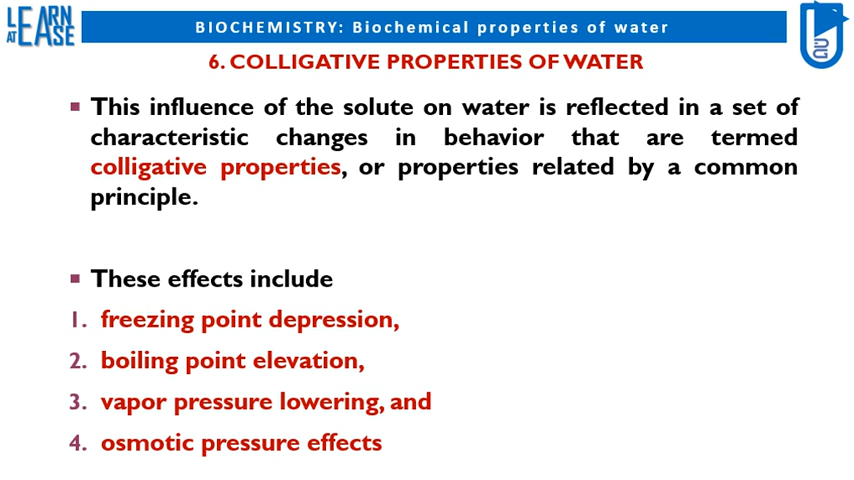 LEARN
AT EASE
BIOCHEMISTRY: Biochemical properties of water
6. COLLIGATIVE PROPERTIES OF WATER
This influence of the solute on water is reflected in a set of
characteristic changes in behavior that are termed
colligative properties, or properties related by a common
principle.
These effects include
1. freezing point depression,
2. boiling point elevation,
3. vapor pressure lowering, and
4. osmotic pressure effects